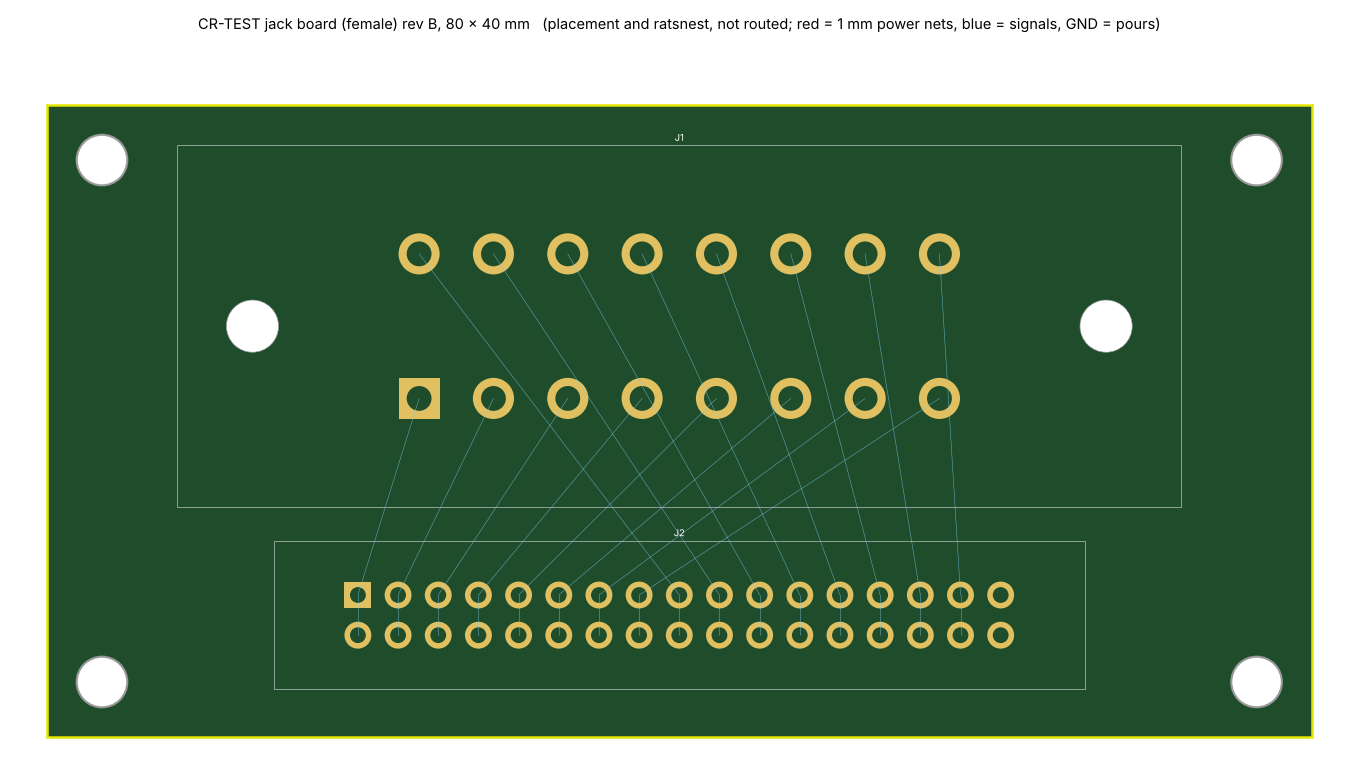 CR-TEST jack board (female) rev B, 80 × 40 mm (placement and ratsnest, not routed; red = 1 mm power nets, blue = signals, GND = pours)
J1
J2